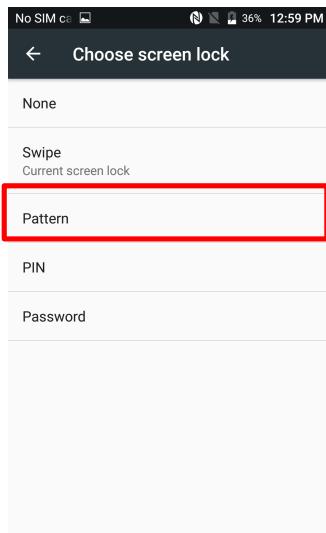 No SIM ca 36% 12:59 PM
Choose screen lock
None
Swipe
Current screen lock
Pattern
PIN
Password